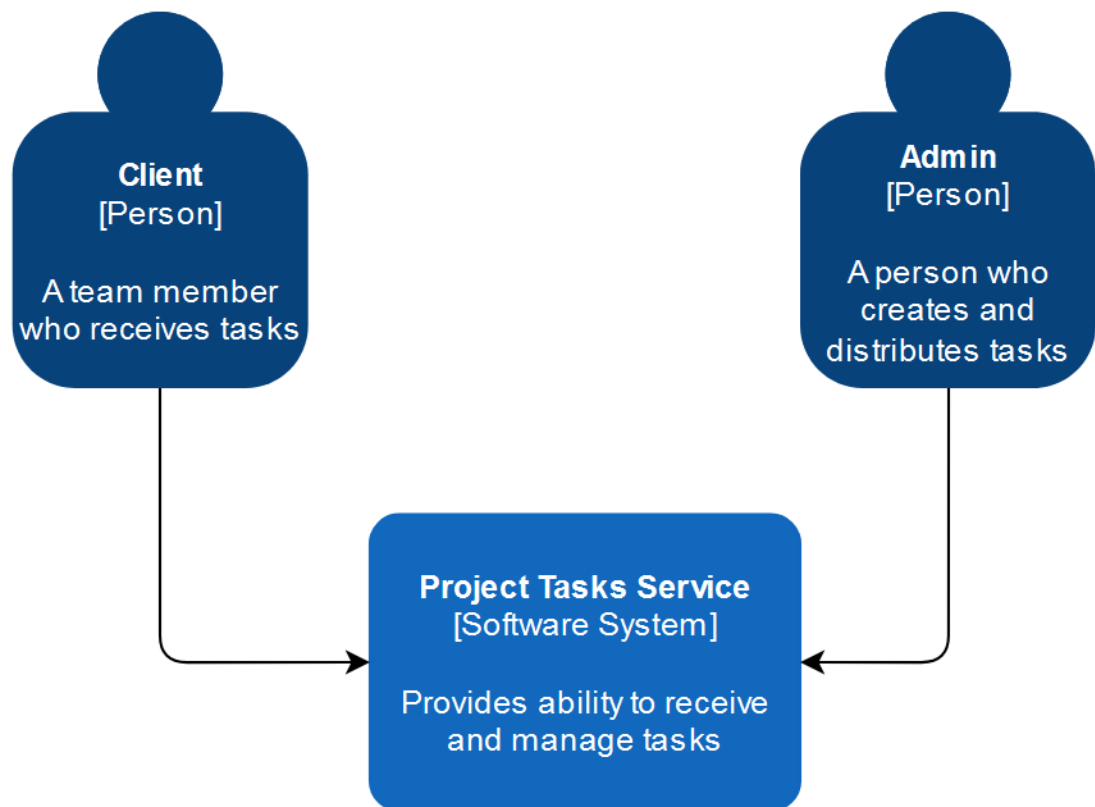 Client
[Person]
A team member
who receives tasks
Admin
[Person]
A person who
creates and
distributes tasks
Project Tasks Service
[Software System]
Provides ability to receive
and manage tasks